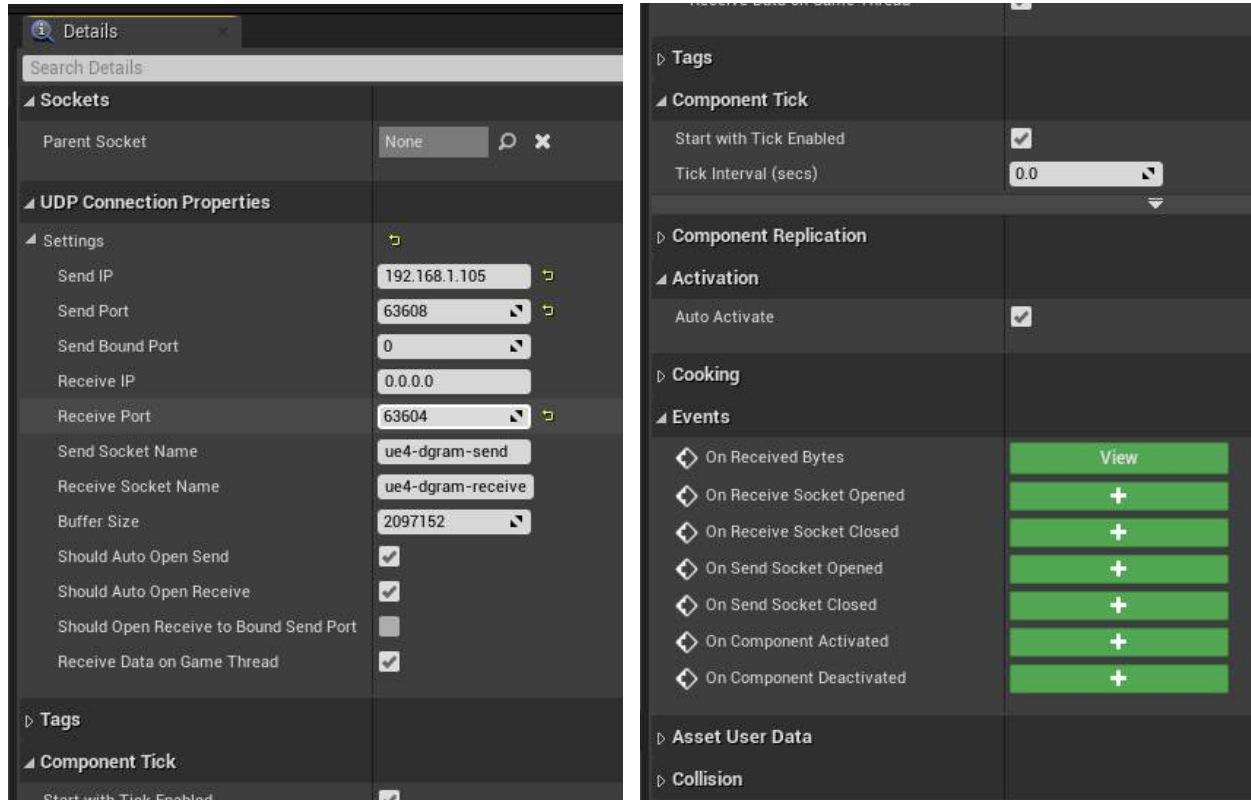 Details
Search Details
Sockets
Parent Socket None
UDP Connection Properties
Settings
Send IP 192.168.1.105
Send Port 63608
Send Bound Port 0
Receive IP 0.0.0.0
Receive Port 63604
Send Socket Name ue4-dgram-send
Receive Socket Name ue4-dgram-receive
Buffer Size 2097152
Should Auto Open Send
Should Auto Open Receive
Should Open Receive to Bound Send Port
Receive Data on Game Thread
Tags
Component Tick
Start with Tick Enabled
Receive Data on Game Thread
Tags
Component Tick
Start with Tick Enabled
Tick Interval (secs) 0.0
Component Replication
Activation
Auto Activate
Cooking
Events
On Received Bytes View
On Receive Socket Opened
On Receive Socket Closed
On Send Socket Opened
On Send Socket Closed
On Component Activated
On Component Deactivated
Asset User Data
Collision